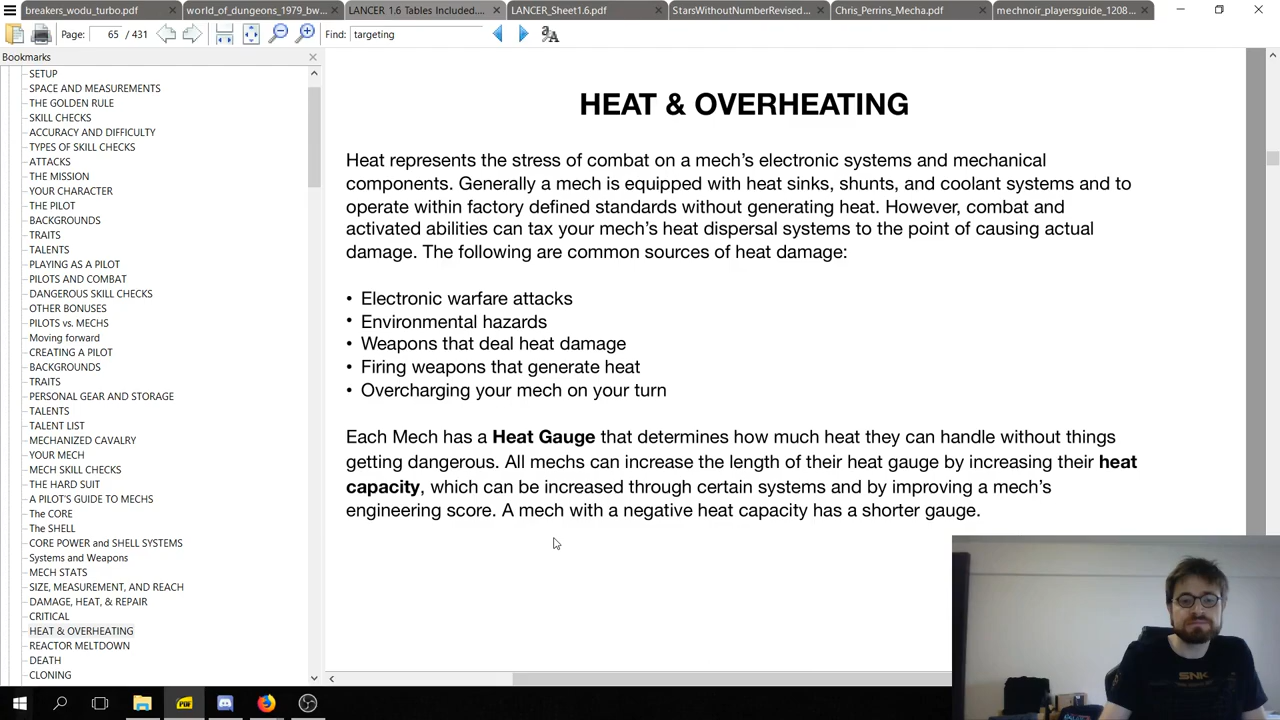 breakers_wodu_turbo.pdf
world_of_dungeons_1979_bw...
LANCER 1.6 Tables Included....
LANCER_Sheet1.6.pdf
StarsWithoutNumberRevised...
Chris_Perrins_Mecha.pdf
mechnoir_playersguide_1208...
Page: 65 / 431
Find: targeting
Bookmarks
SETUP
SPACE AND MEASUREMENTS
THE GOLDEN RULE
SKILL CHECKS
ACCURACY AND DIFFICULTY
TYPES OF SKILL CHECKS
ATTACKS
THE MISSION
YOUR CHARACTER
THE PILOT
BACKGROUNDS
TRAITS
TALENTS
PLAYING AS A PILOT
PILOTS AND COMBAT
DANGEROUS SKILL CHECKS
OTHER BONUSES
PILOTS vs. MECHS
Moving forward
CREATING A PILOT
BACKGROUNDS
TRAITS
PERSONAL GEAR AND STORAGE
TALENTS
TALENT LIST
MECHANIZED CAVALRY
YOUR MECH
MECH SKILL CHECKS
THE HARD SUIT
A PILOT'S GUIDE TO MECHS
The CORE
The SHELL
CORE POWER and SHELL SYSTEMS
Systems and Weapons
MECH STATS
SIZE, MEASUREMENT, AND REACH
DAMAGE, HEAT, & REPAIR
CRITICAL
HEAT & OVERHEATING
REACTOR MELTDOWN
DEATH
CLONING
HEAT & OVERHEATING
Heat represents the stress of combat on a mech's electronic systems and mechanical
components. Generally a mech is equipped with heat sinks, shunts, and coolant systems and to
operate within factory defined standards without generating heat. However, combat and
activated abilities can tax your mech's heat dispersal systems to the point of causing actual
damage. The following are common sources of heat damage:
• Electronic warfare attacks
• Environmental hazards
• Weapons that deal heat damage
• Firing weapons that generate heat
• Overcharging your mech on your turn
Each Mech has a Heat Gauge that determines how much heat they can handle without things
getting dangerous. All mechs can increase the length of their heat gauge by increasing their heat
capacity, which can be increased through certain systems and by improving a mech's
engineering score. A mech with a negative heat capacity has a shorter gauge.
SNK